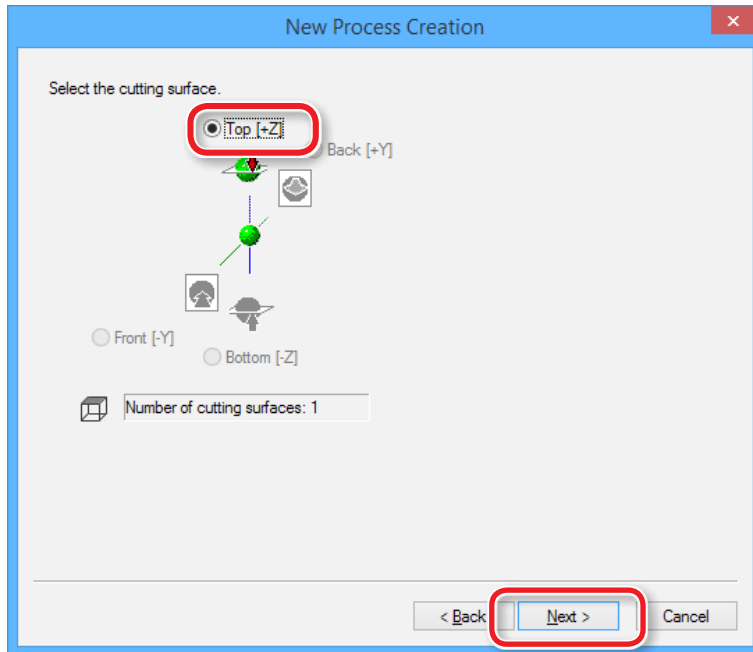 New Process Creation
Select the cutting surface.
Top [+Z]
Back [+Y]
Front [-Y]
Bottom [-Z]
Number of cutting surfaces: 1
< Back
Next >
Cancel